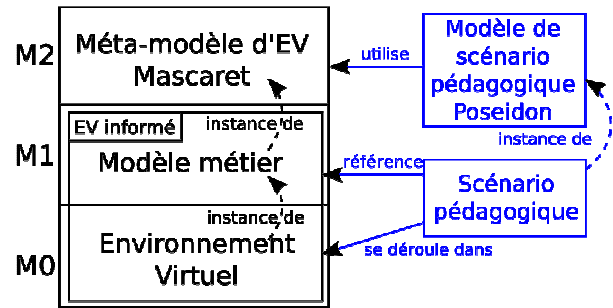 M2
Méta-modèle d'EV
Mascaret
utilise
Modèle de
scénario
pédagogique
Poseidon
instance de
instance de
M1
EV informé
Modèle métier
référence
Scénario
pédagogique
instance de
se déroule dans
M0
Environnement
Virtuel